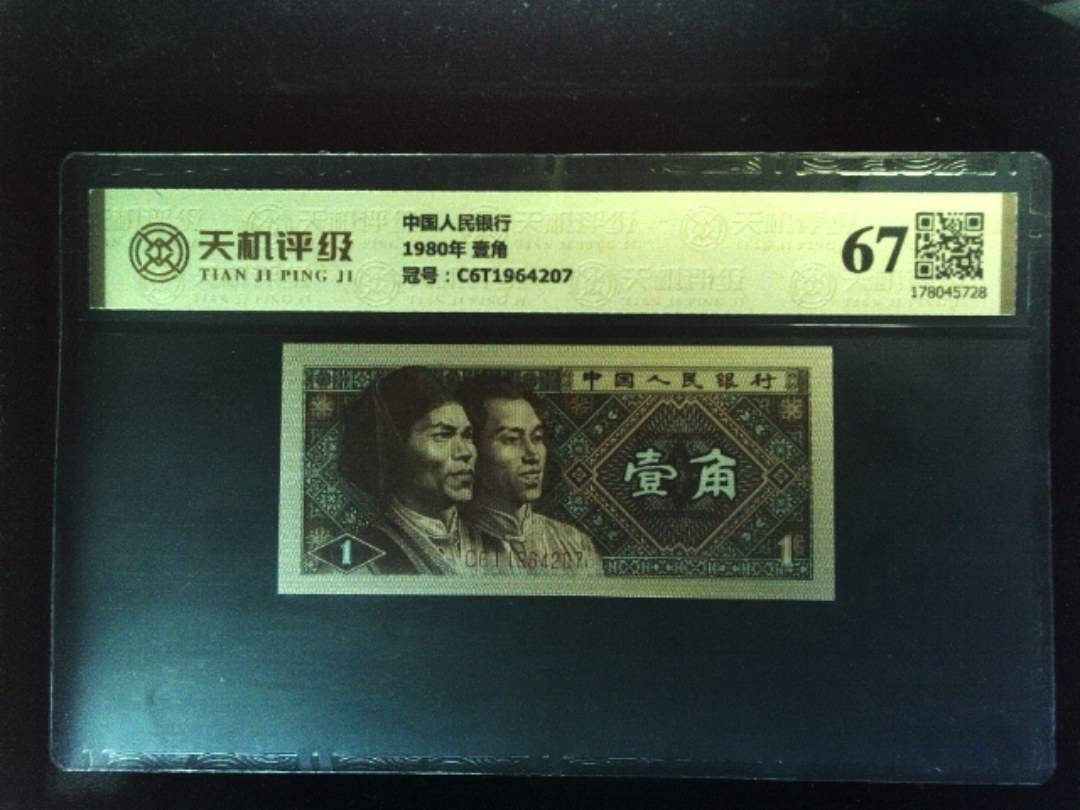 天机评级
TIAN JI PING JI
中国人民银行
1980年 壹角
冠号：C6T1964207
67
178045728
中国人民银行
壹角
1
C6T1964207
1